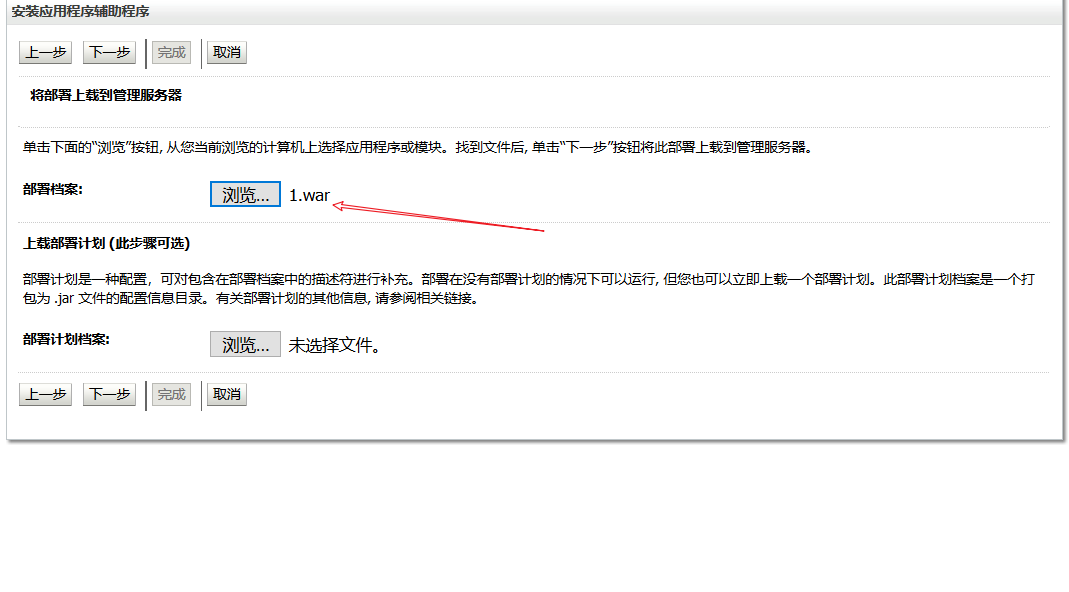 安装应用程序辅助程序
上一步 下一步 完成 取消
将部署上载到管理服务器
单击下面的“浏览”按钮, 从您当前浏览的计算机上选择应用程序或模块。找到文件后, 单击“下一步”按钮将此部署上载到管理服务器。
部署档案: 浏览... 1.war
上载部署计划 (此步骤可选)
部署计划是一种配置，可对包含在部署档案中的描述符进行补充。部署在没有部署计划的情况下可以运行, 但您也可以立即上载一个部署计划。此部署计划档案是一个打
包为 .jar 文件的配置信息目录。有关部署计划的其他信息, 请参阅相关链接。
部署计划档案: 浏览... 未选择文件。
上一步 下一步 完成 取消